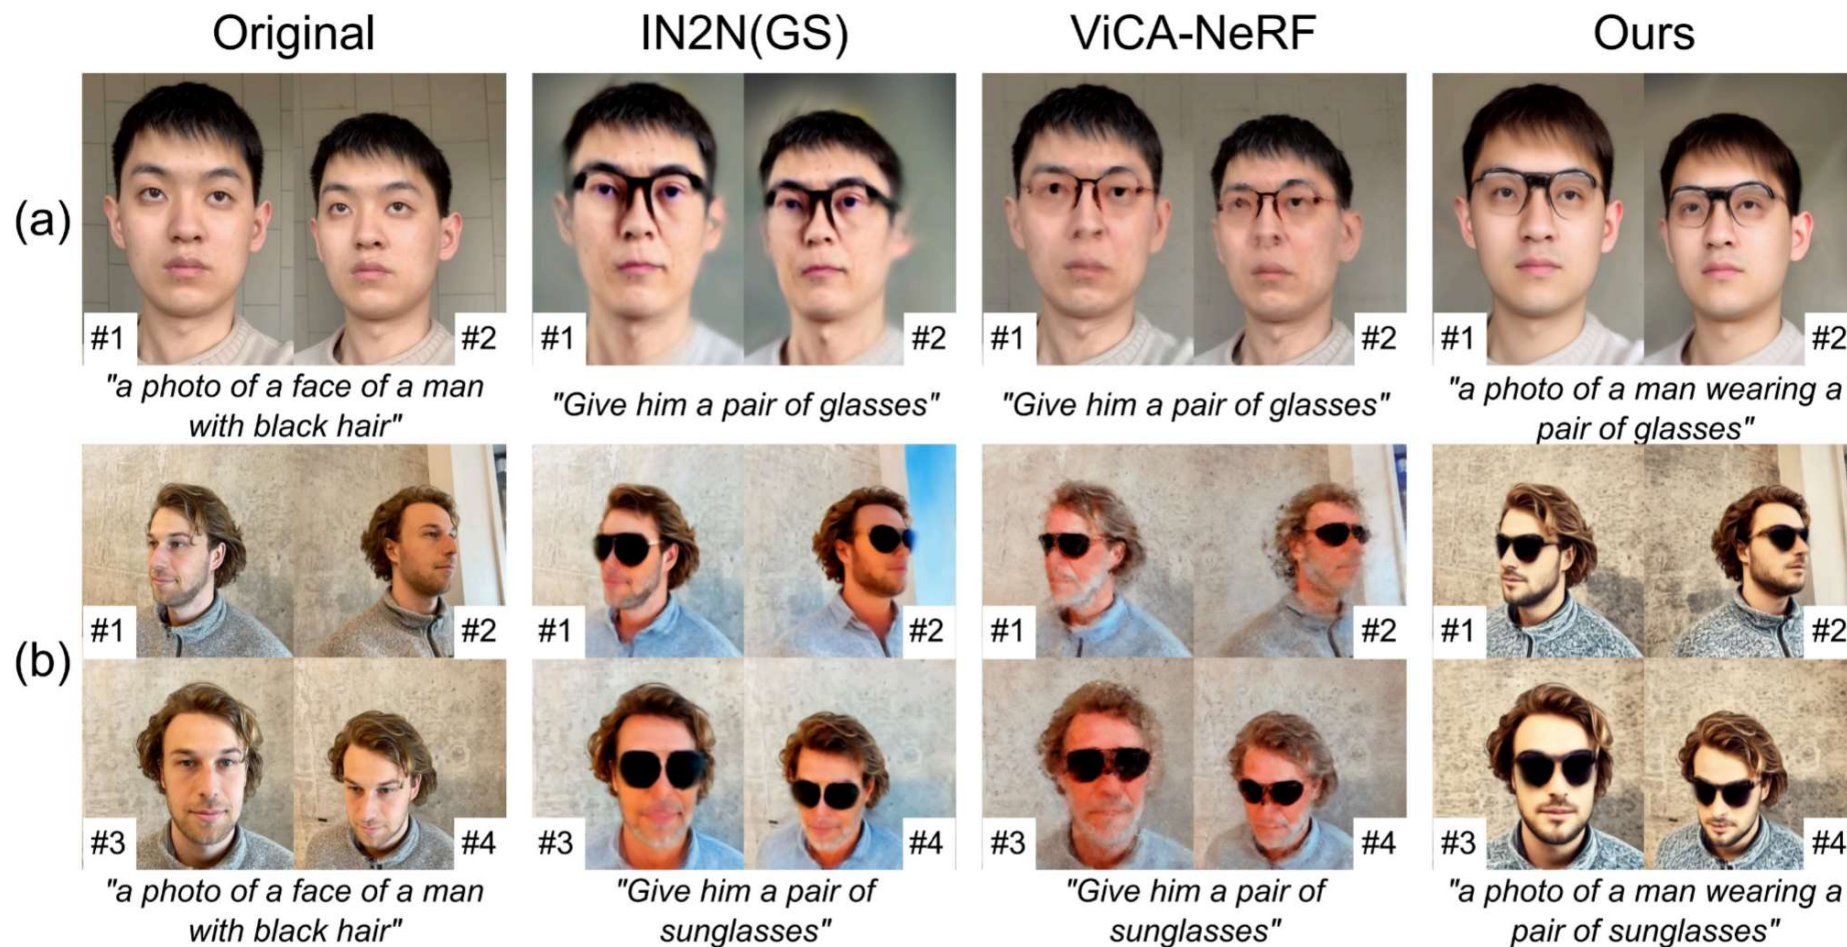 Original IN2N(GS) ViCA-NeRF Ours
(a)
#1 #2 #1 #2 #1 #2 #1 #2
"a photo of a face of a man
with black hair"
"Give him a pair of glasses"
"Give him a pair of glasses"
"a photo of a man wearing a
pair of glasses"
(b)
#1 #2 #1 #2 #1 #2 #1 #2
#3 #4 #3 #4 #3 #4 #3 #4
"a photo of a face of a man
with black hair"
"Give him a pair of
sunglasses"
"Give him a pair of
sunglasses"
"a photo of a man wearing a
pair of sunglasses"